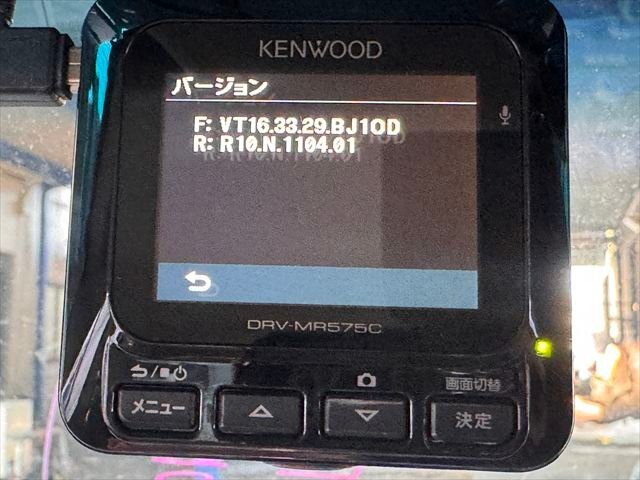 KENWOOD
バージョン
F: VT16.33.29.BJ1OD
R: R10.N.1104.01
DRV-MR575C
画面切替
メニュー
決定